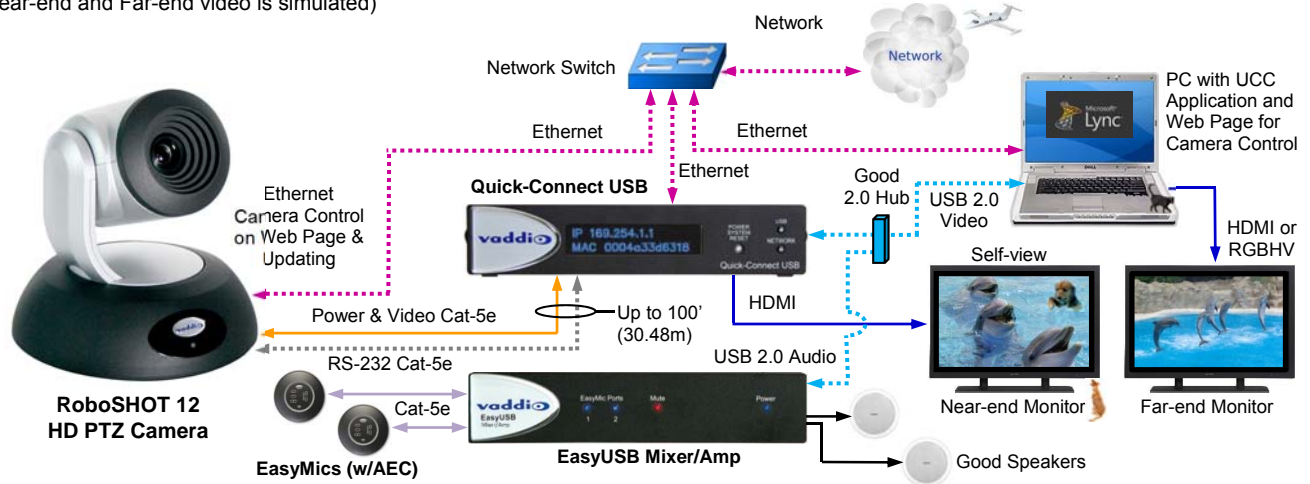 ear-end and Far-end video is simulated)
Network
Network
Network Switch
PC with UCC
Application and
Web Page for
Camera Control
Microsoft
Lync
DELL
Ethernet
Ethernet
Ethernet
Quick-Connect USB
Good
2.0 Hub
USB 2.0
Video
Ethernet
Camera Control
on Web Page &
Updating
vaddio
IP 169.254.1.1
MAC 0004a33d6318
POWER
SYSTEM
RESET
USB
NETWORK
Quick-Connect USB
HDMI or
RGBHV
Self-view
HDMI
Power & Video Cat-5e
Up to 100'
(30.48m)
vaddio
RS-232 Cat-5e
USB 2.0 Audio
Cat-5e
vaddio
EasyUSB
Mixer/Amp
EasyMic Ports
1 2
Mute
Power
Near-end Monitor
Far-end Monitor
RoboSHOT 12
HD PTZ Camera
EasyMics (w/AEC)
EasyUSB Mixer/Amp
Good Speakers